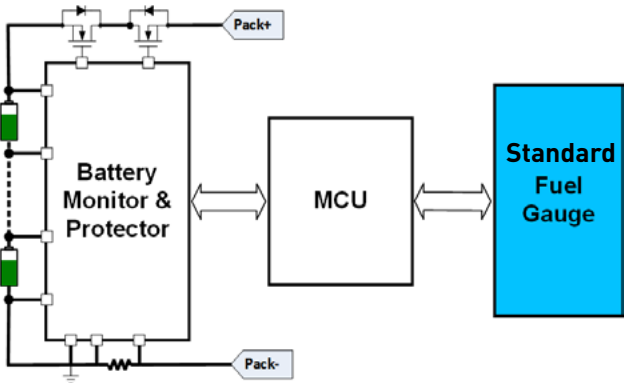 Pack+
Battery
Monitor &
Protector
MCU
Standard
Fuel
Gauge
Pack-